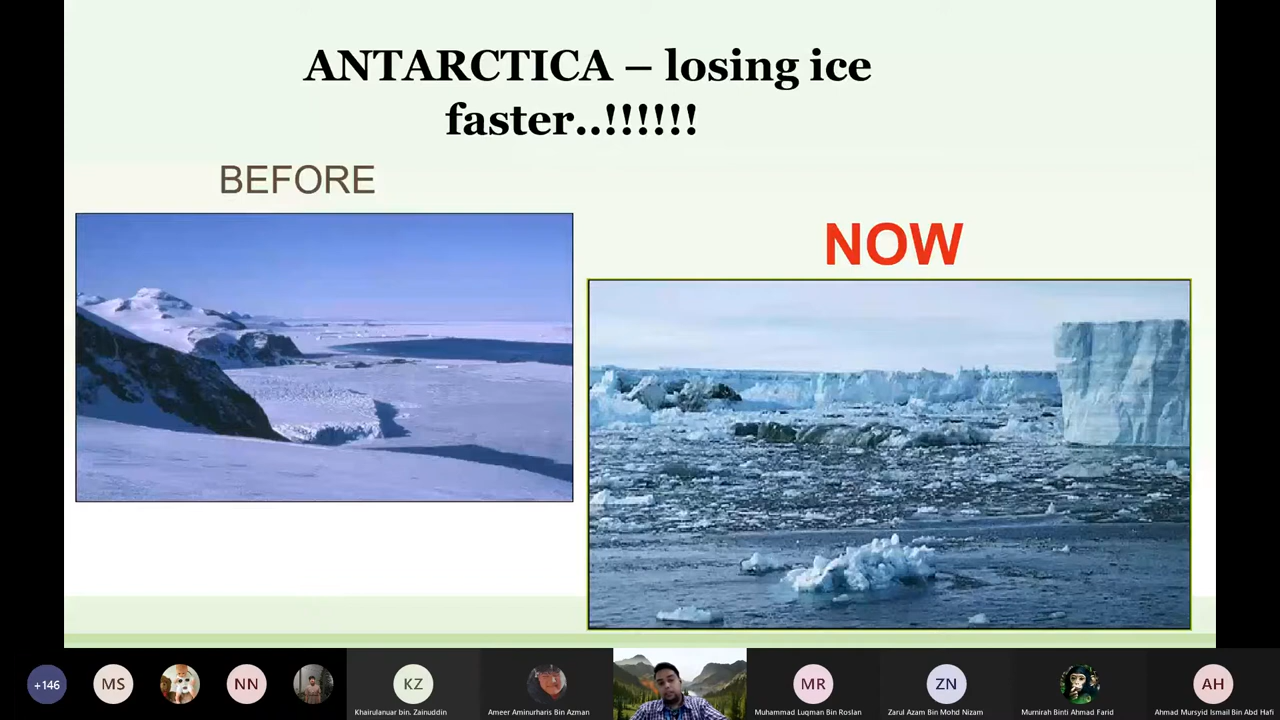 ANTARCTICA – losing ice
faster..!!!!!!
BEFORE
NOW
+146
MS
NN
KZ
Khairulanuar bin. Zainuddin
Ameer Aminurharis Bin Azman
MR
Muhammad Luqman Bin Roslan
ZN
Zarul Azam Bin Mohd Nizam
Murnirah Binti Ahmad Farid
AH
Ahmad Mursyid Ismail Bin Abd Hafi